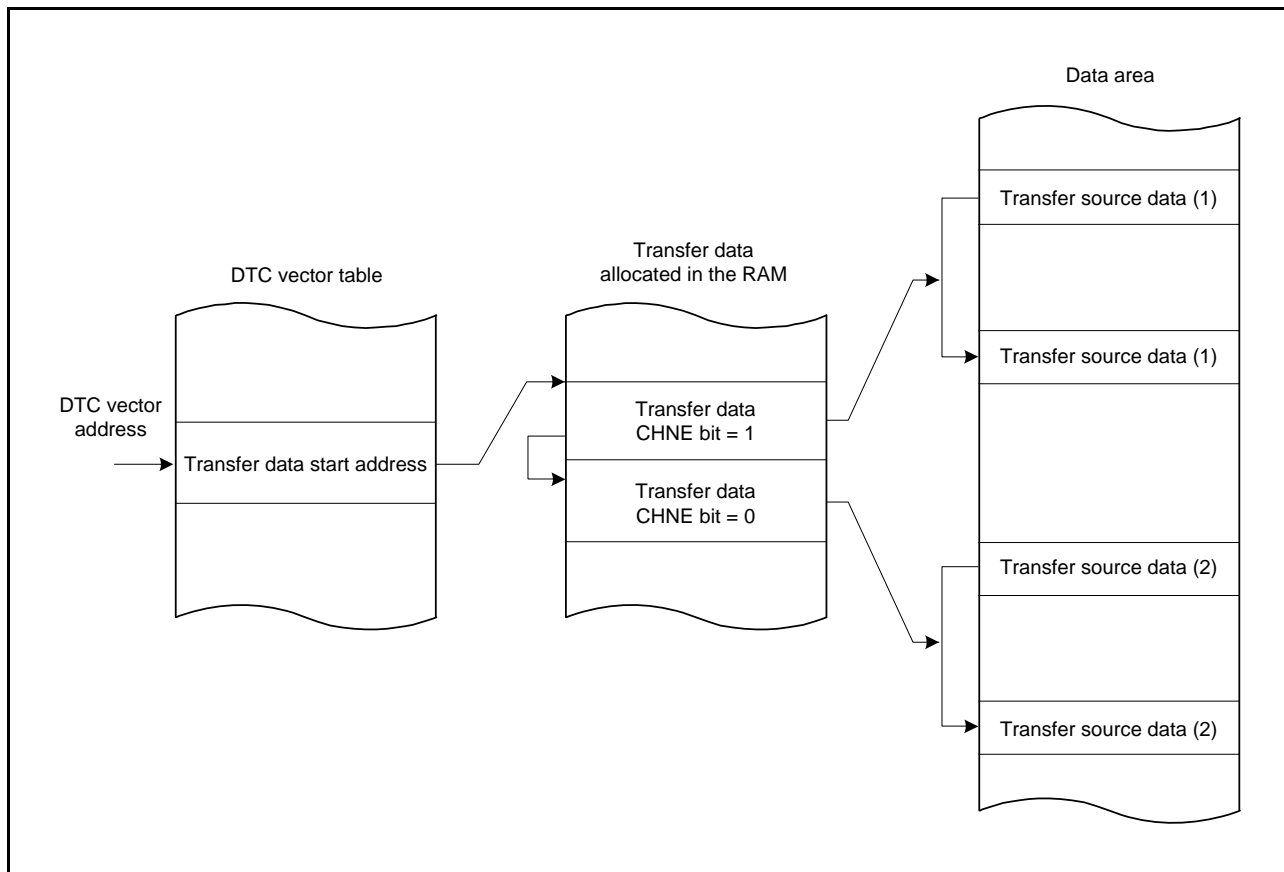 Data area
Transfer source data (1)
Transfer data
allocated in the RAM
DTC vector table
Transfer source data (1)
Transfer data
CHNE bit = 1
DTC vector
address
Transfer data start address
Transfer data
CHNE bit = 0
Transfer source data (2)
Transfer source data (2)